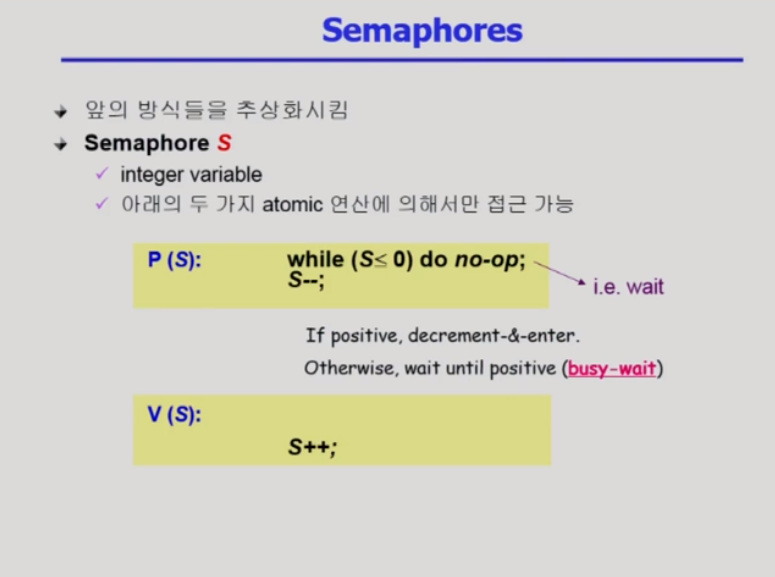 Semaphores
앞의 방식들을 추상화시킴
Semaphore S
integer variable
아래의 두 가지 atomic 연산에 의해서만 접근 가능
P (S): while (S≤ 0) do no-op;
S--;
i.e. wait
If positive, decrement-&-enter.
Otherwise, wait until positive (busy-wait)
V (S):
S++;